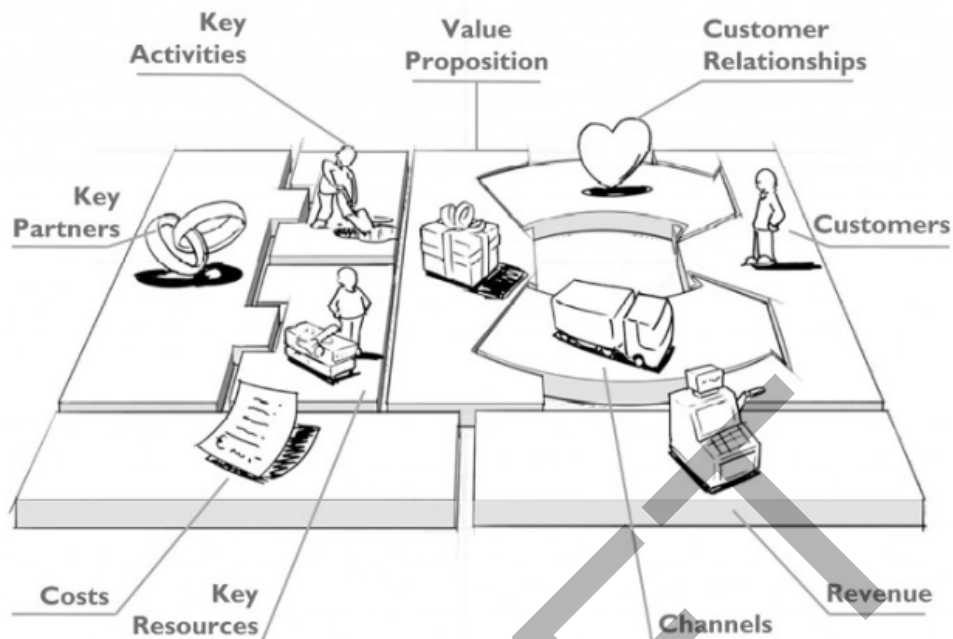 Key
Activities
Value
Proposition
Customer
Relationships
Key
Partners
Customers
Costs
Key
Resources
Channels
Revenue